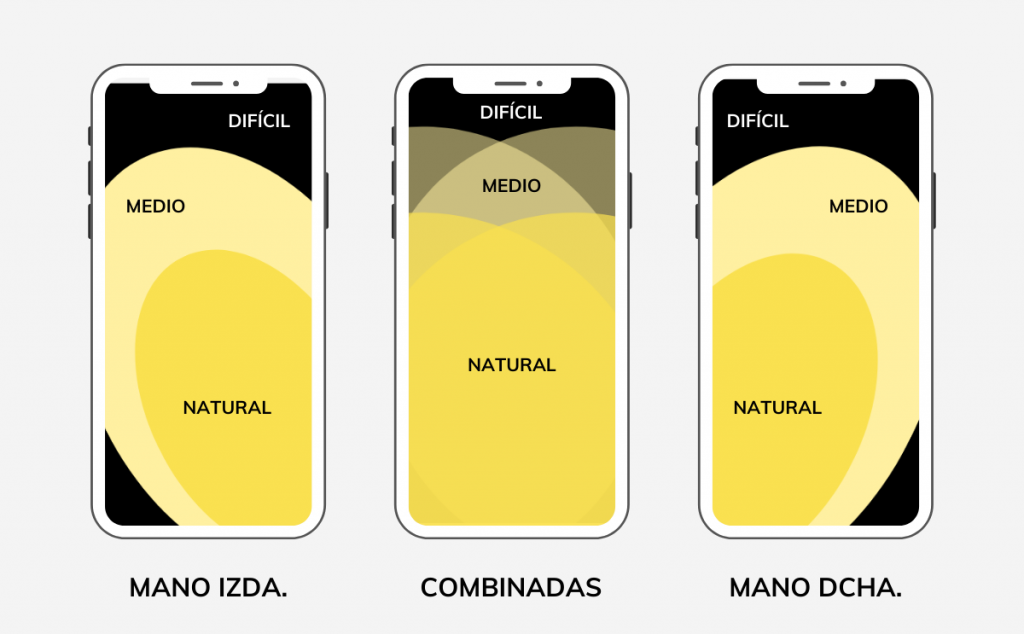 DIFÍCIL
MEDIO
NATURAL
MANO IZDA.
DIFÍCIL
MEDIO
NATURAL
COMBINADAS
DIFÍCIL
MEDIO
NATURAL
MANO DCHA.